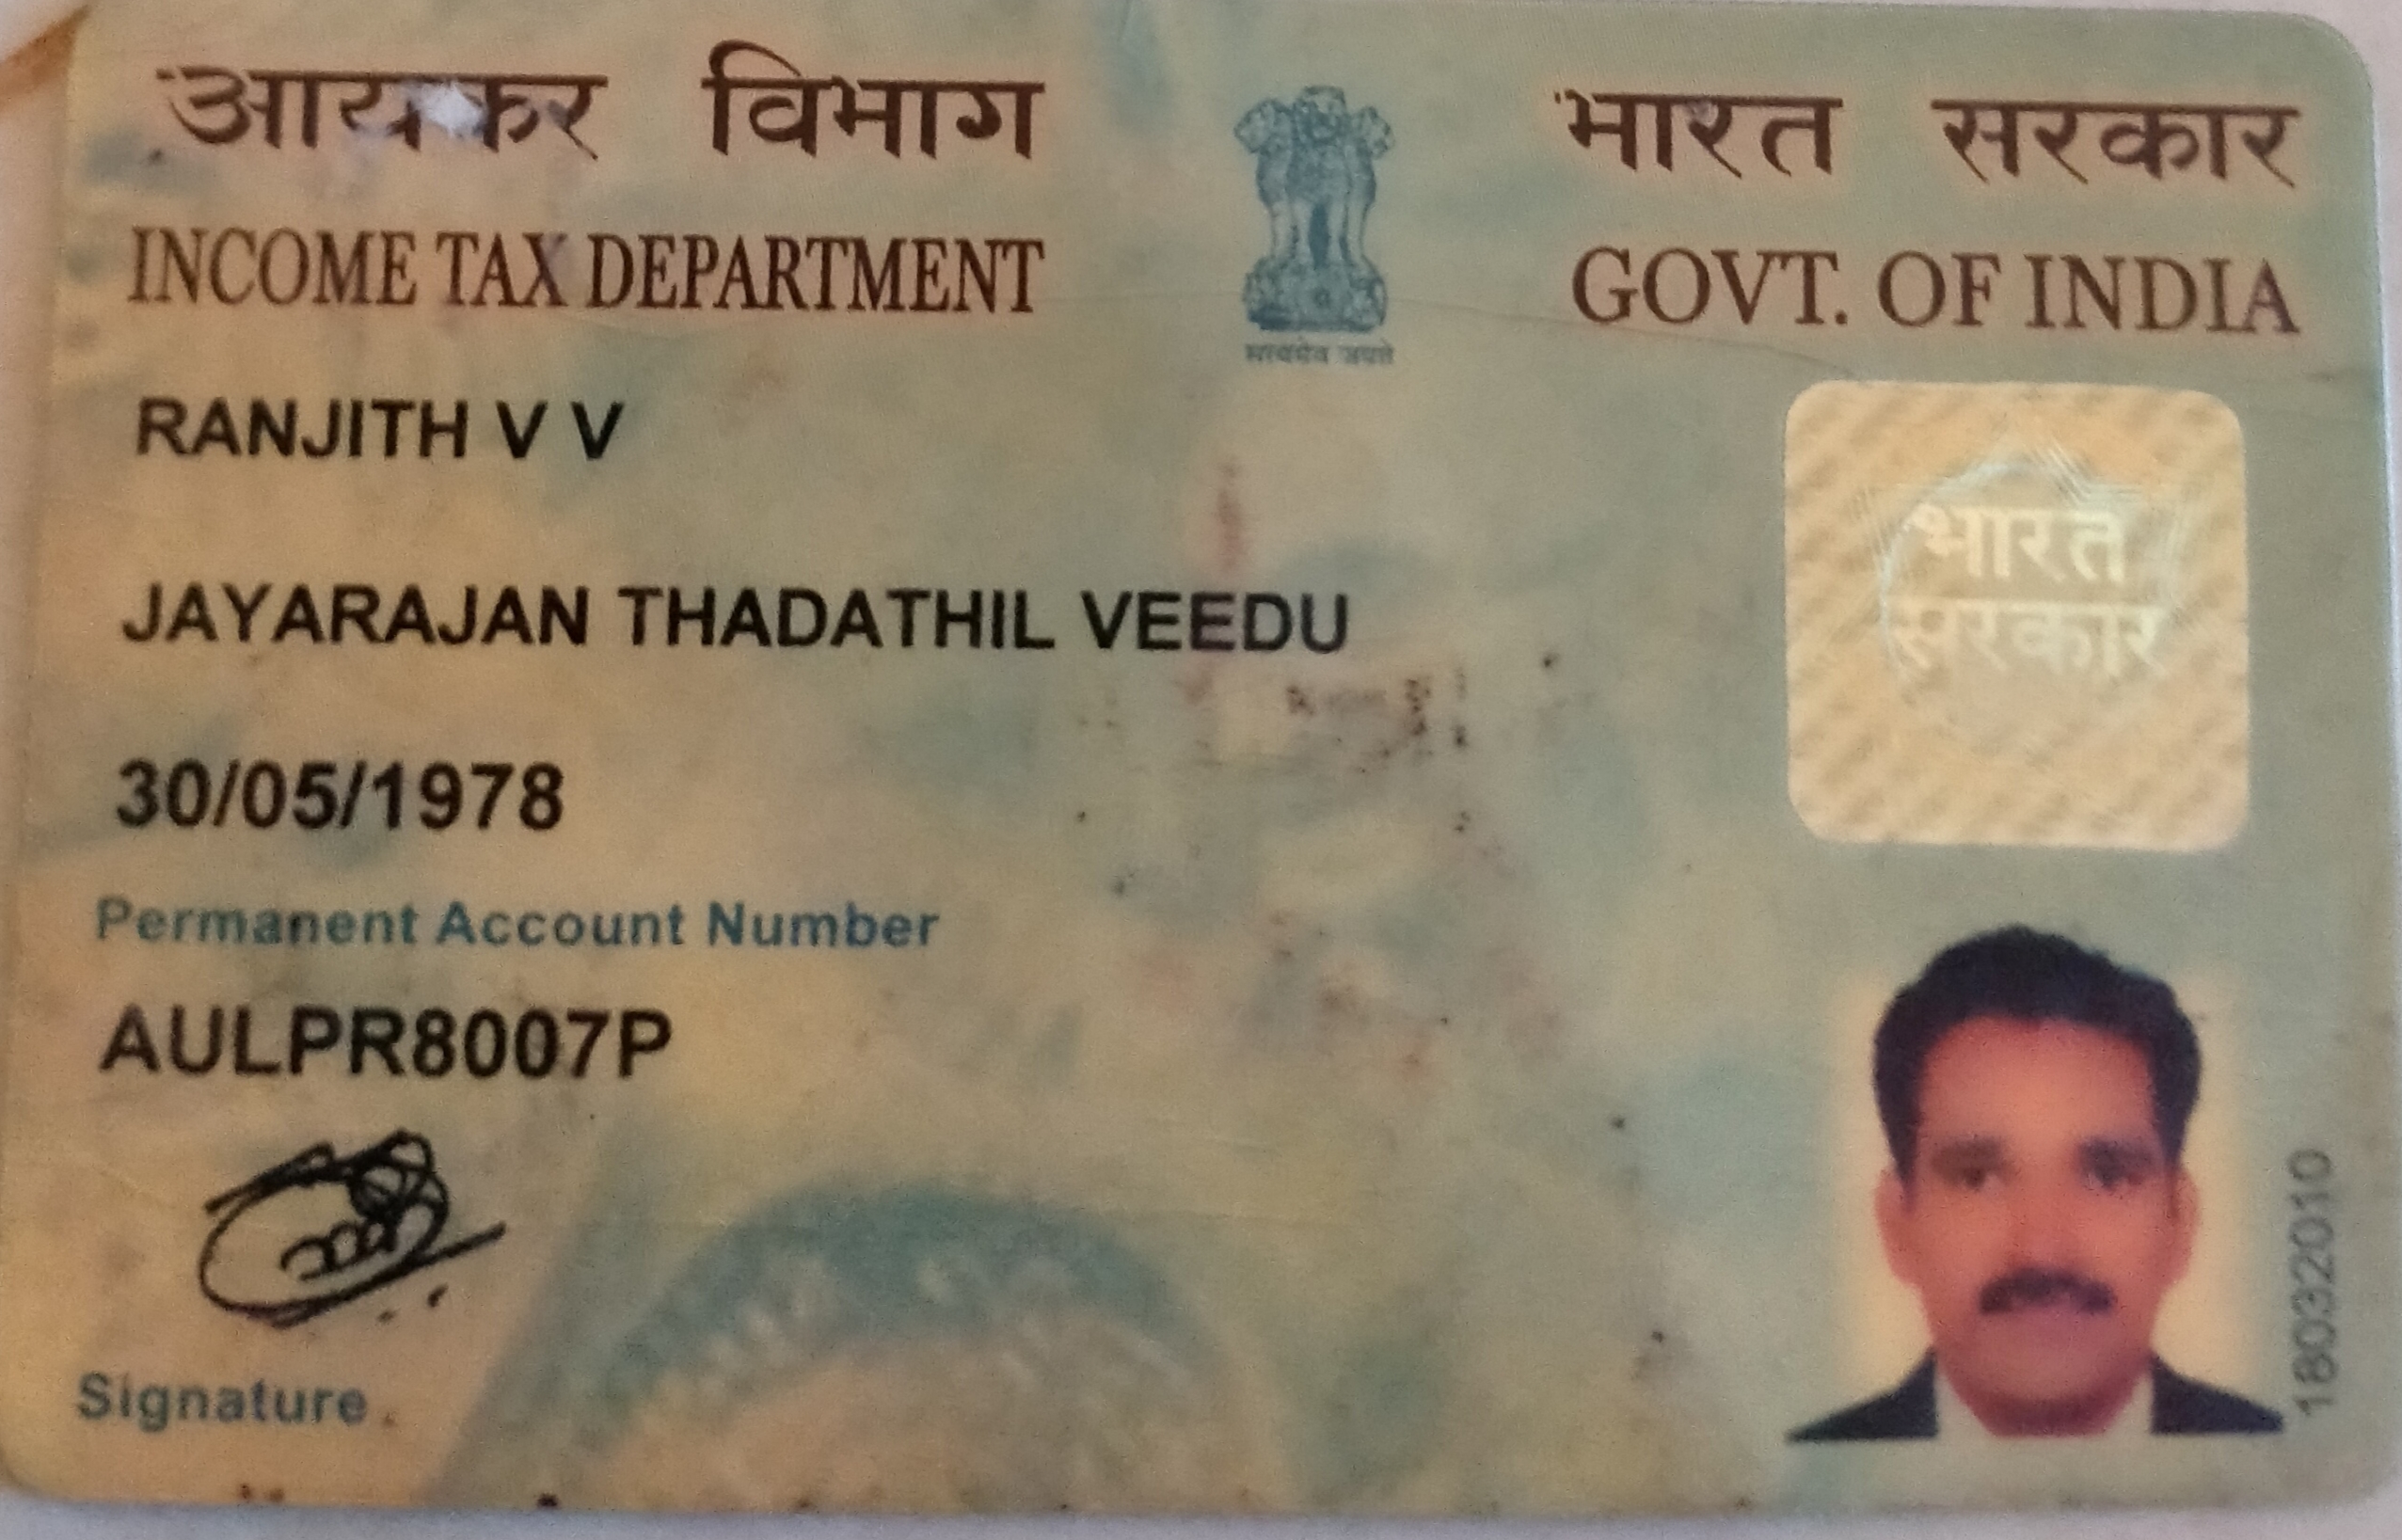 आयकर विभाग
INCOME TAX DEPARTMENT
भारत सरकार
GOVT. OF INDIA
सत्यमेव जयते
RANJITH V V
JAYARAJAN THADATHIL VEEDU
30/05/1978
Permanent Account Number
AULPR8007P
Signature
भारत
सरकार
18032010